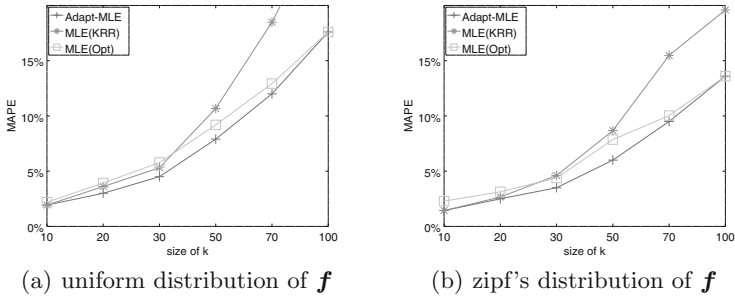 Adapt-MLE
MLE(KRR)
MLE(Opt)
15%
10%
5%
0%
MAPE
10 20 30 50 70 100
size of k
(a) uniform distribution of f
Adapt-MLE
MLE(KRR)
MLE(Opt)
15%
10%
5%
0%
MAPE
10 20 30 50 70 100
size of k
(b) zipf's distribution of f